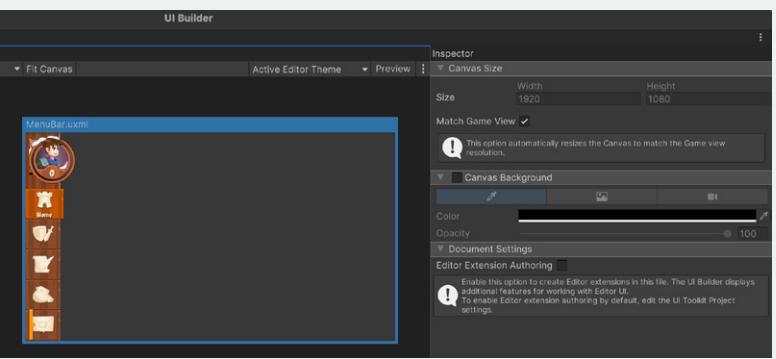 UI Builder
Inspector
Fit Canvas
Active Editor Theme
Preview
Canvas Size
Width
Height
Size
1920
1080
Match Game View
This option automatically resizes the Canvas to match the Game view
resolution.
MenuBar.uxml
0
Home
Canvas Background
Color
Opacity
100
Document Settings
Editor Extension Authoring
Enable this option to create Editor extensions in this file. The UI Builder displays
additional features for working with Editor UI.
To enable Editor extension authoring by default, edit the UI Toolkit Project
settings.